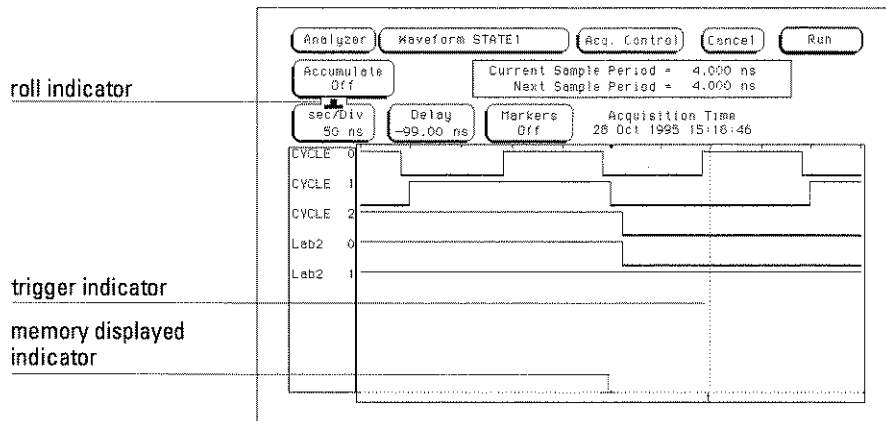 Analyzer Waveform STATE1 Acq. Control Cancel Run
Accumulate
Off
Current Sample Period = 4.000 ns
Next Sample Period = 4.000 ns
roll indicator
sec/Div
50 ns
Delay
-99.00 ns
Markers
Off
Acquisition Time
28 Oct 1995 15:16:46
CYCLE 0
CYCLE 1
CYCLE 2
Lab2 0
Lab2 1
trigger indicator
memory displayed
indicator